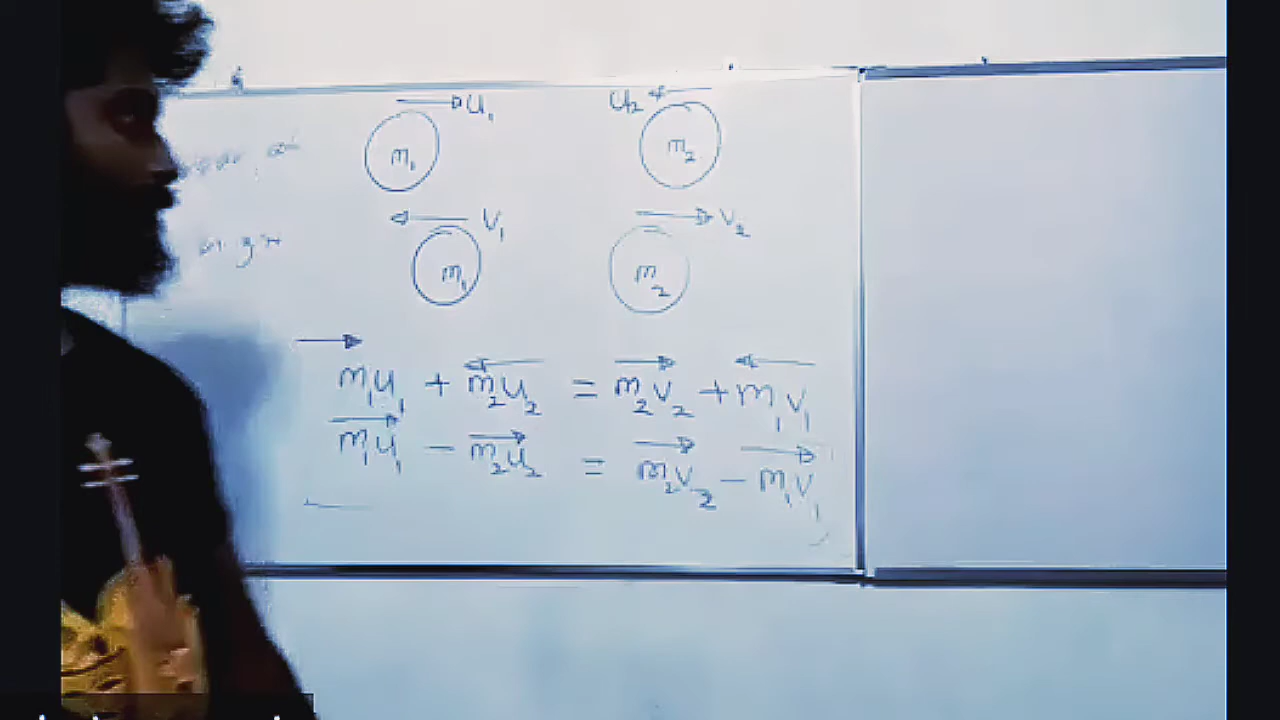 u₁ u₂
m₁ m₂
v₁ v₂
m₁ m₂
m₁u₁ + m₂u₂ = m₂v₂ + m₁v₁
m₁u₁ - m₂u₂ = m₂v₂ - m₁v₁